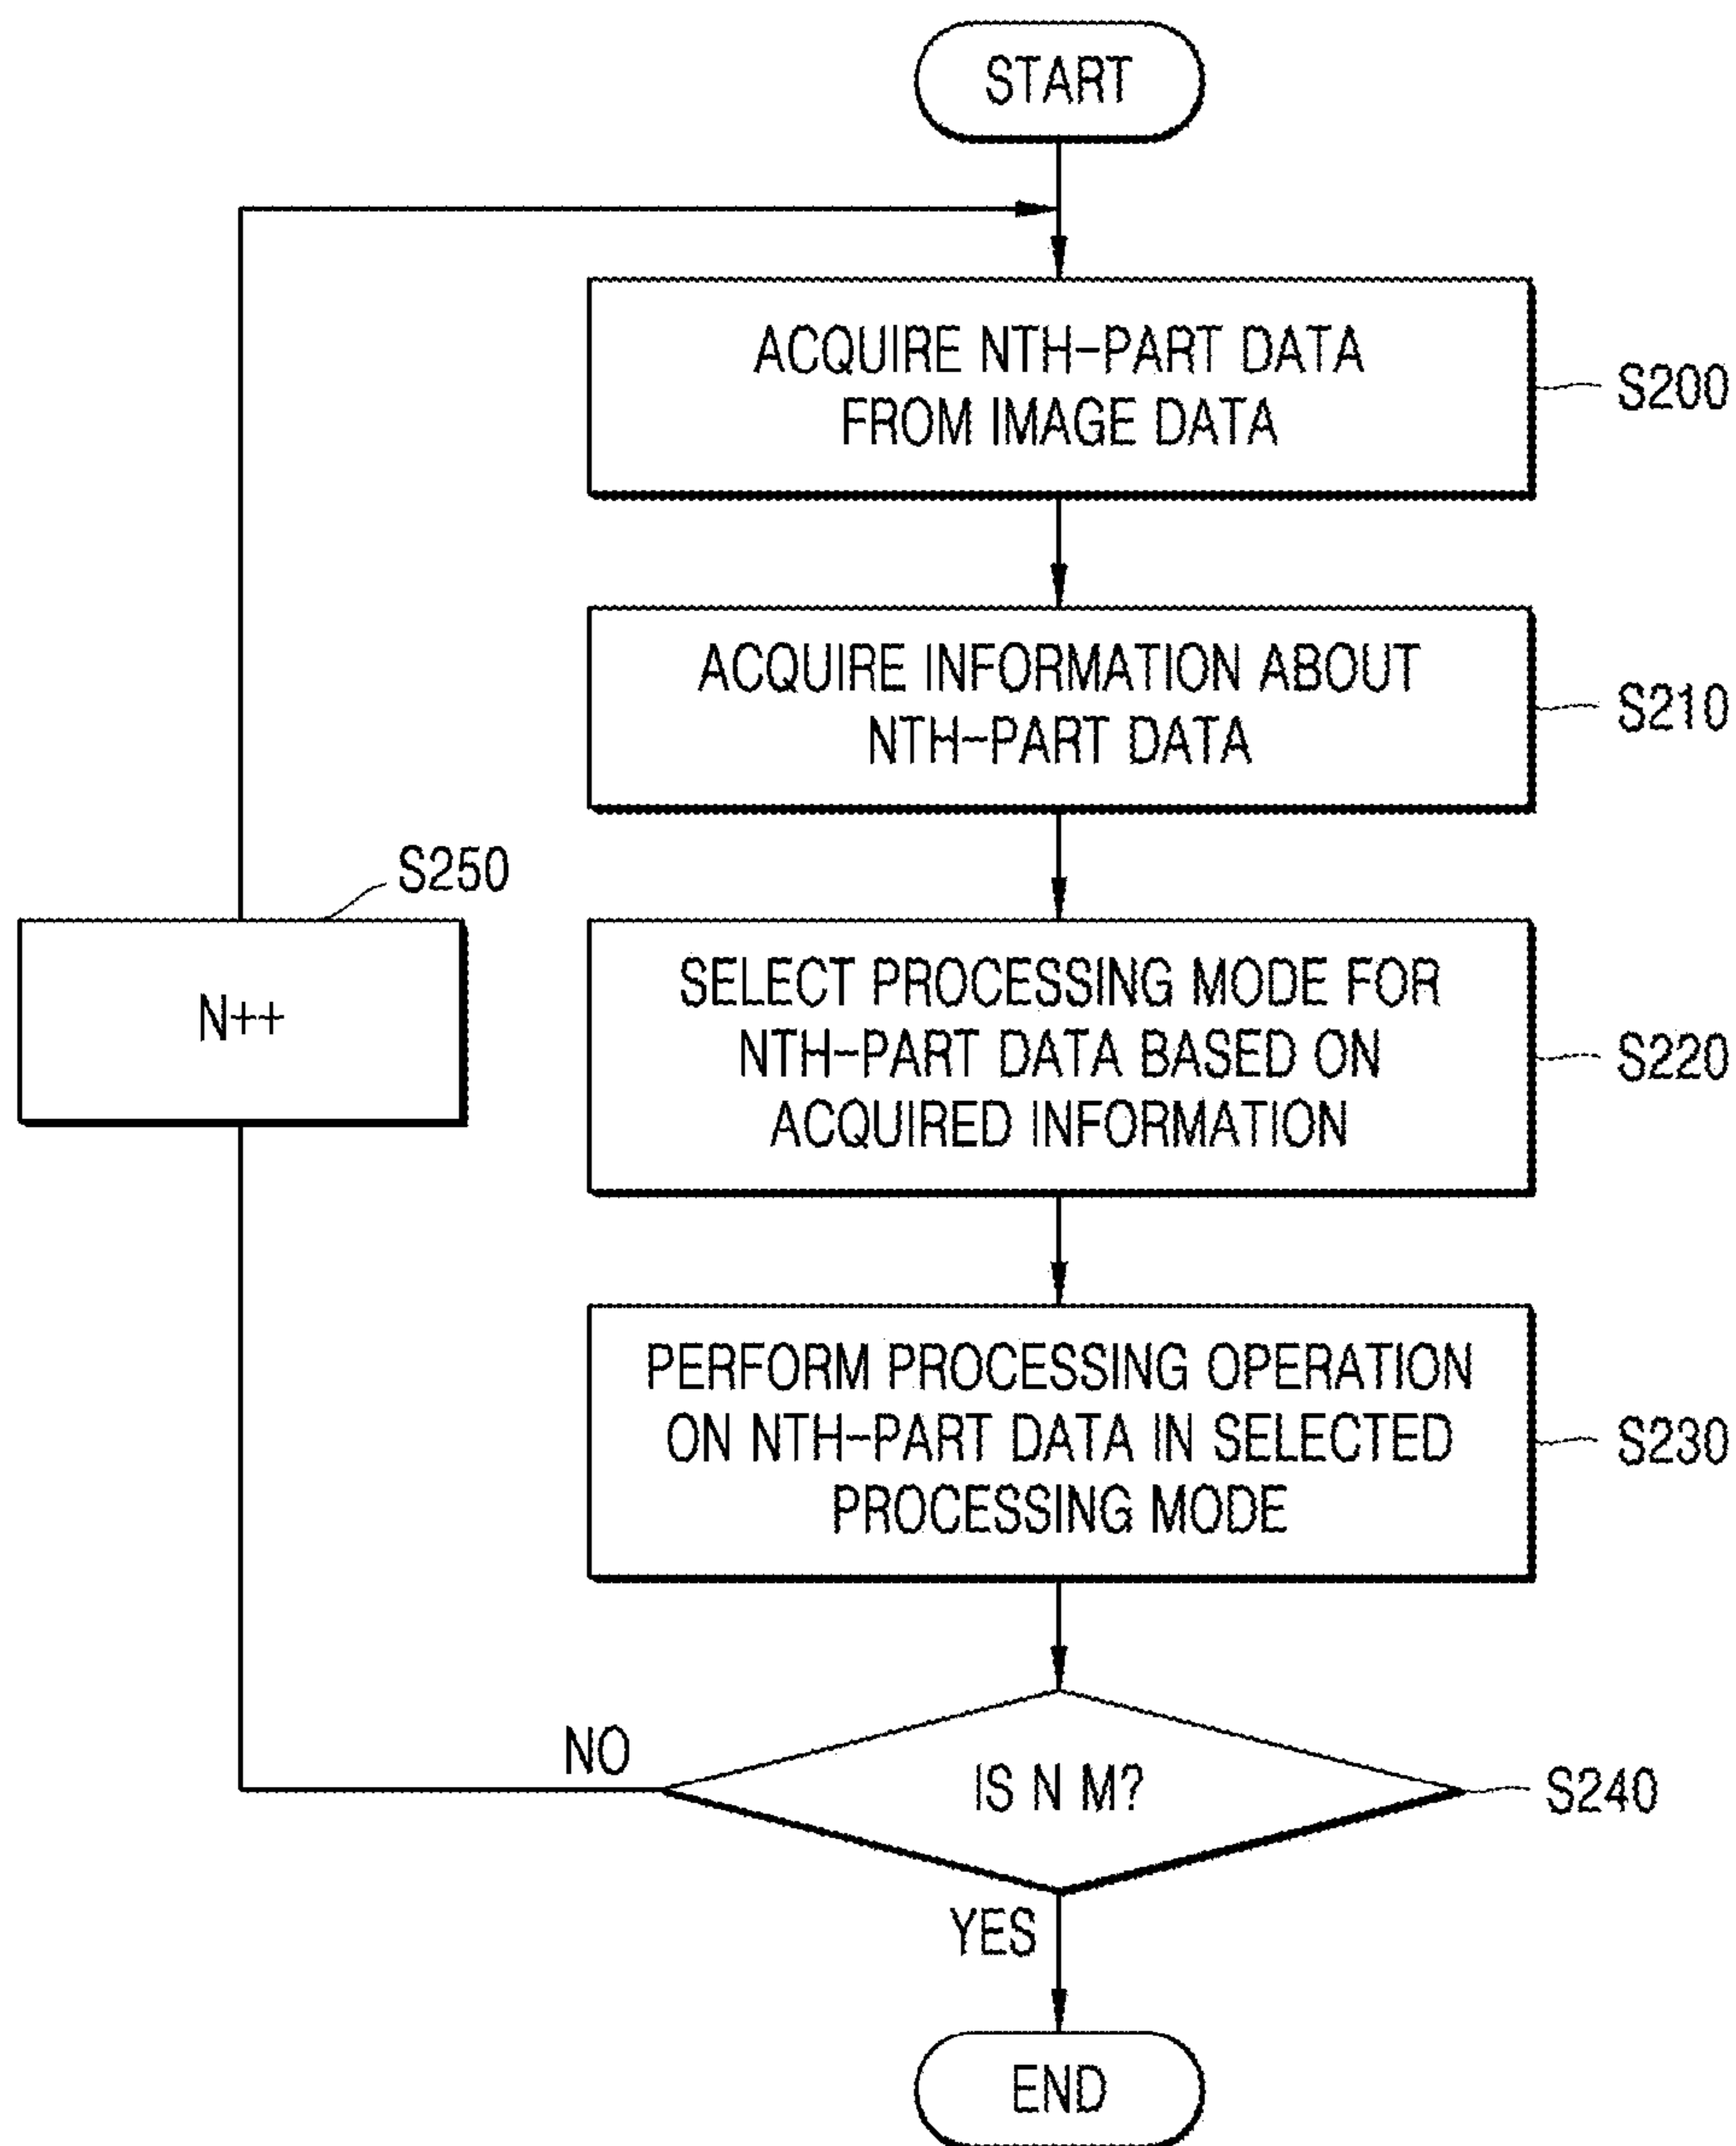 START
ACQUIRE NTH-PART DATA
FROM IMAGE DATA
S200
ACQUIRE INFORMATION ABOUT
NTH-PART DATA
S210
S250
N++
SELECT PROCESSING MODE FOR
NTH-PART DATA BASED ON
ACQUIRED INFORMATION
S220
PERFORM PROCESSING OPERATION
ON NTH-PART DATA IN SELECTED
PROCESSING MODE
S230
NO
IS N M?
S240
YES
END